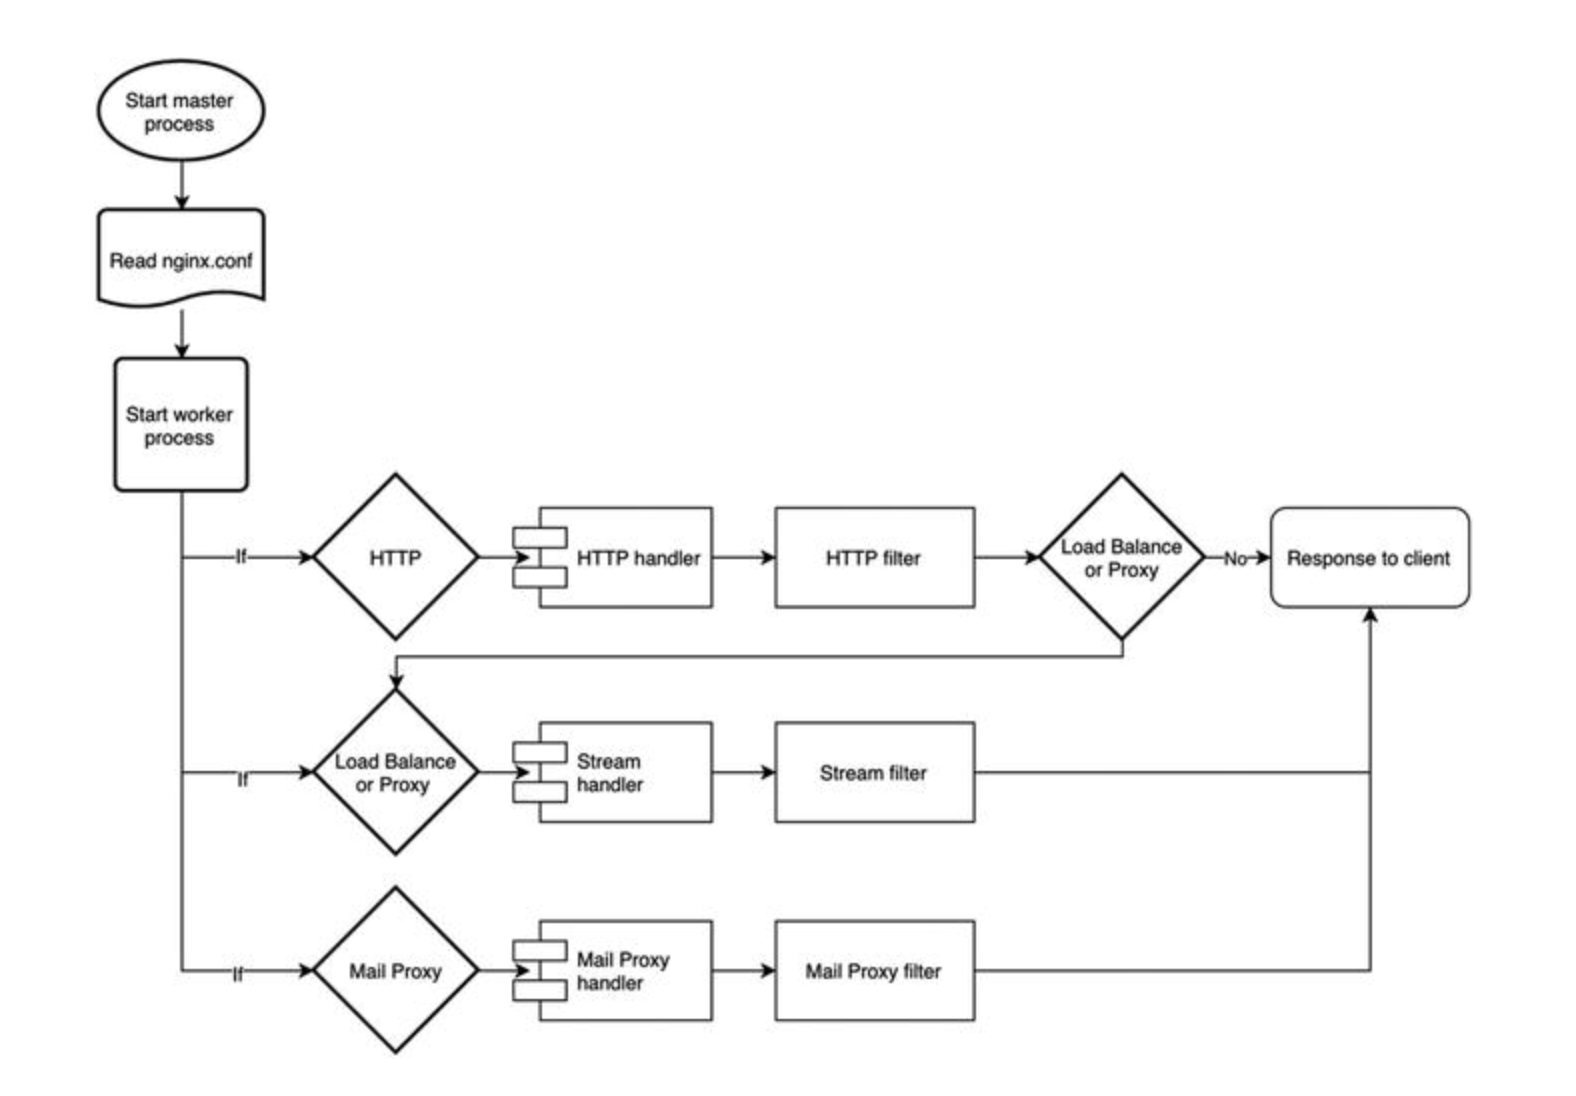 Start master
process
Read nginx.conf
Start worker
process
If
HTTP
HTTP handler
HTTP filter
Load Balance
or Proxy
No
Response to client
If
Load Balance
or Proxy
Stream
handler
Stream filter
If
Mail Proxy
Mail Proxy
handler
Mail Proxy filter